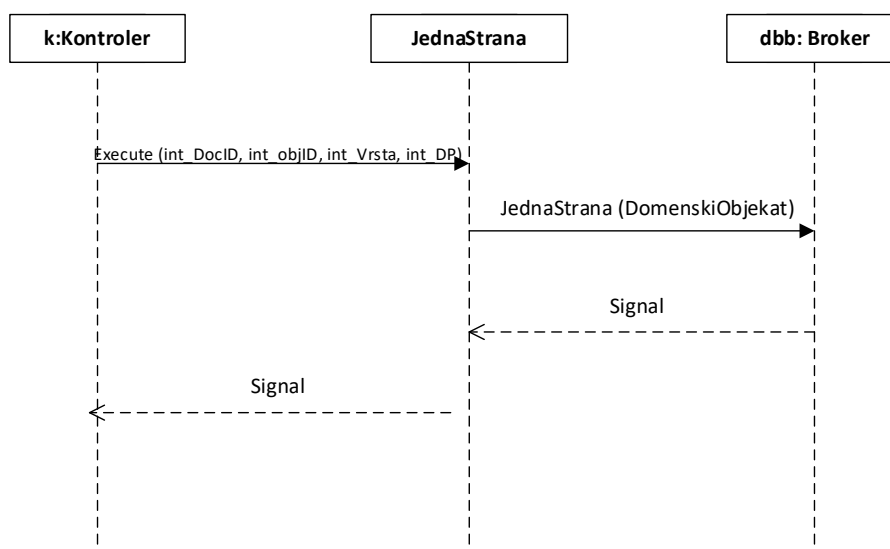 k:Kontroler
JednaStrana
dbb: Broker
Execute (int_DocID, int_objID, int_Vrsta, int_DP)
JednaStrana (DomenskiObjekat)
Signal
Signal